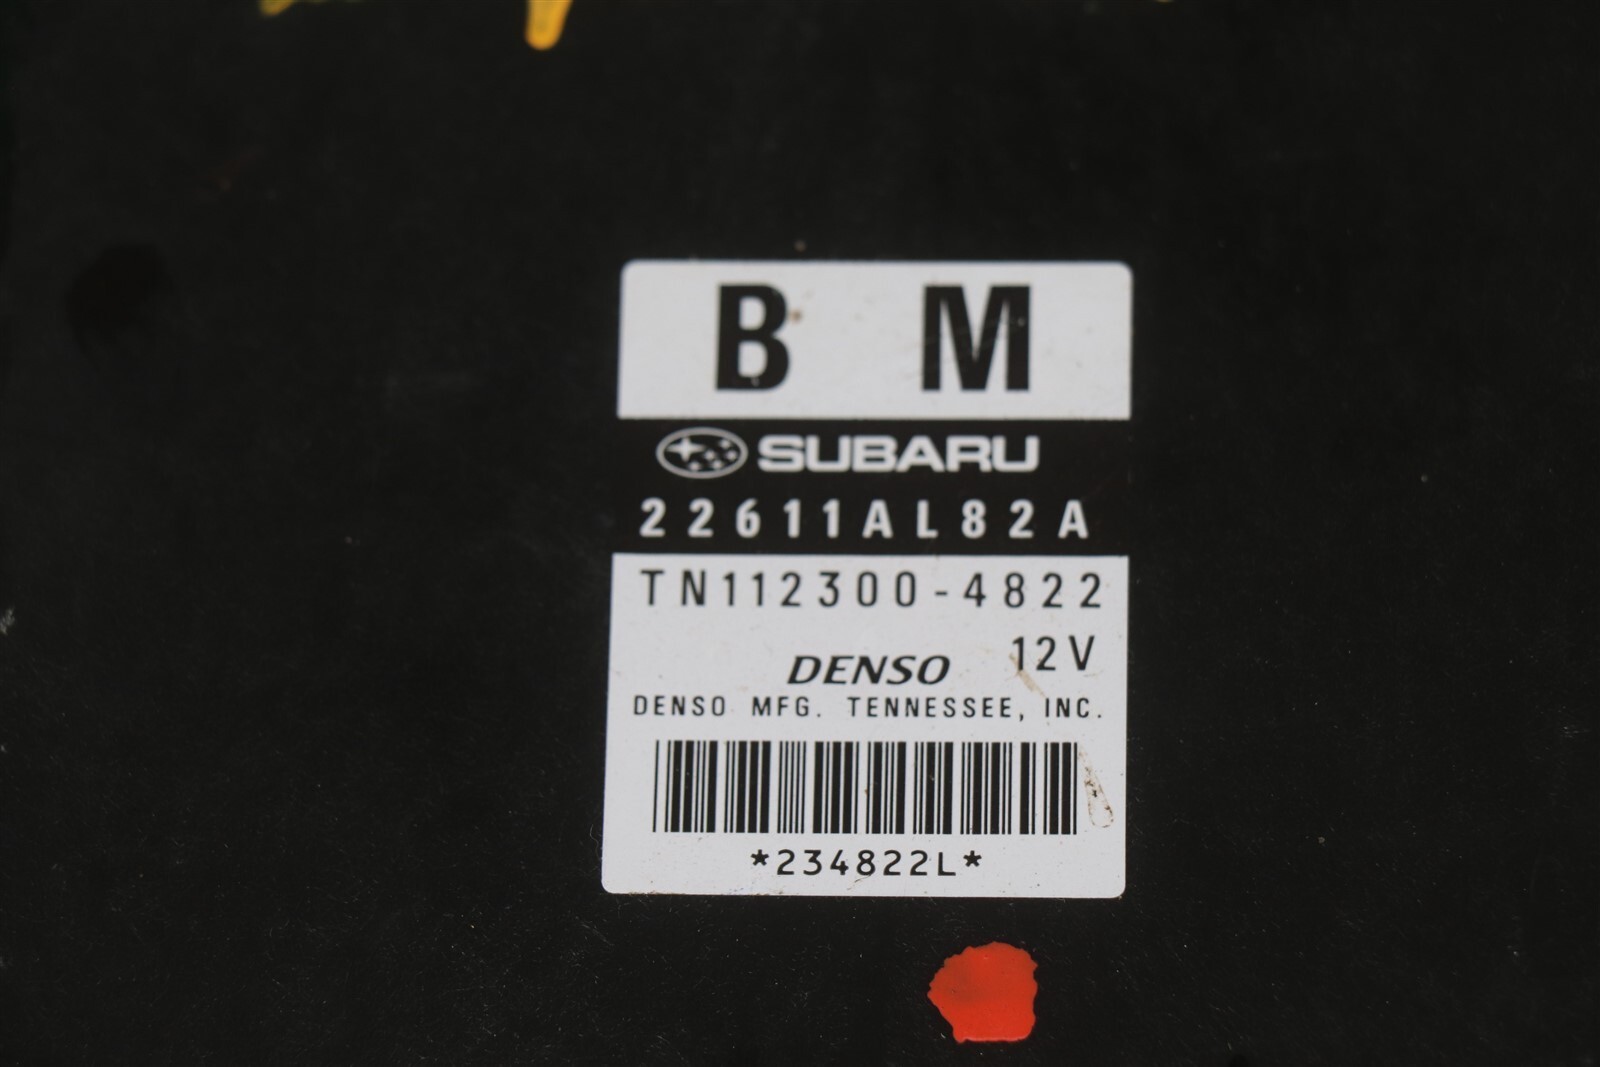 B M
SUBARU
22611AL82A
TN112300-4822
12V
DENSO
DENSO MFG. TENNESSEE, INC.
*234822L*